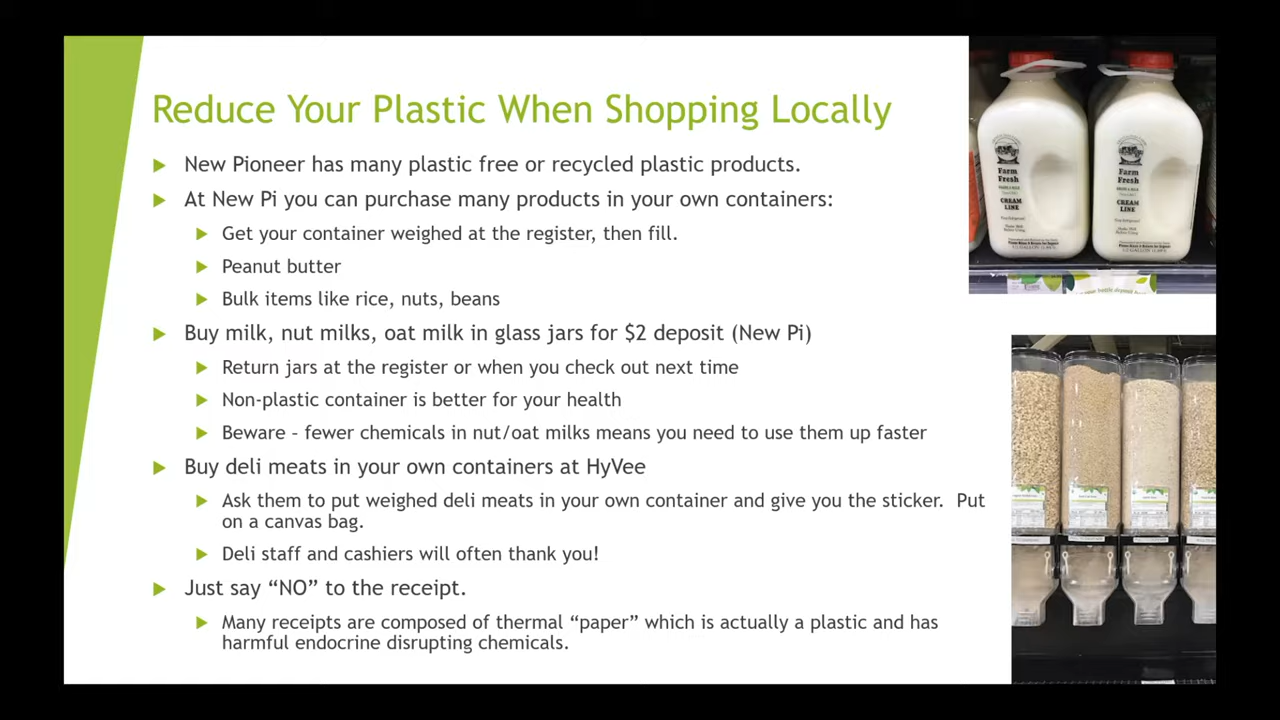 Reduce Your Plastic When Shopping Locally
New Pioneer has many plastic free or recycled plastic products.
At New Pi you can purchase many products in your own containers:
Get your container weighed at the register, then fill.
Peanut butter
Bulk items like rice, nuts, beans
Buy milk, nut milks, oat milk in glass jars for $2 deposit (New Pi)
Return jars at the register or when you check out next time
Non-plastic container is better for your health
Beware – fewer chemicals in nut/oat milks means you need to use them up faster
Buy deli meats in your own containers at HyVee
Ask them to put weighed deli meats in your own container and give you the sticker.  Put
on a canvas bag.
Deli staff and cashiers will often thank you!
Just say “NO” to the receipt.
Many receipts are composed of thermal “paper” which is actually a plastic and has
harmful endocrine disrupting chemicals.
Farm
Fresh
CREAM
LINE
Farm
Fresh
CREAM
LINE